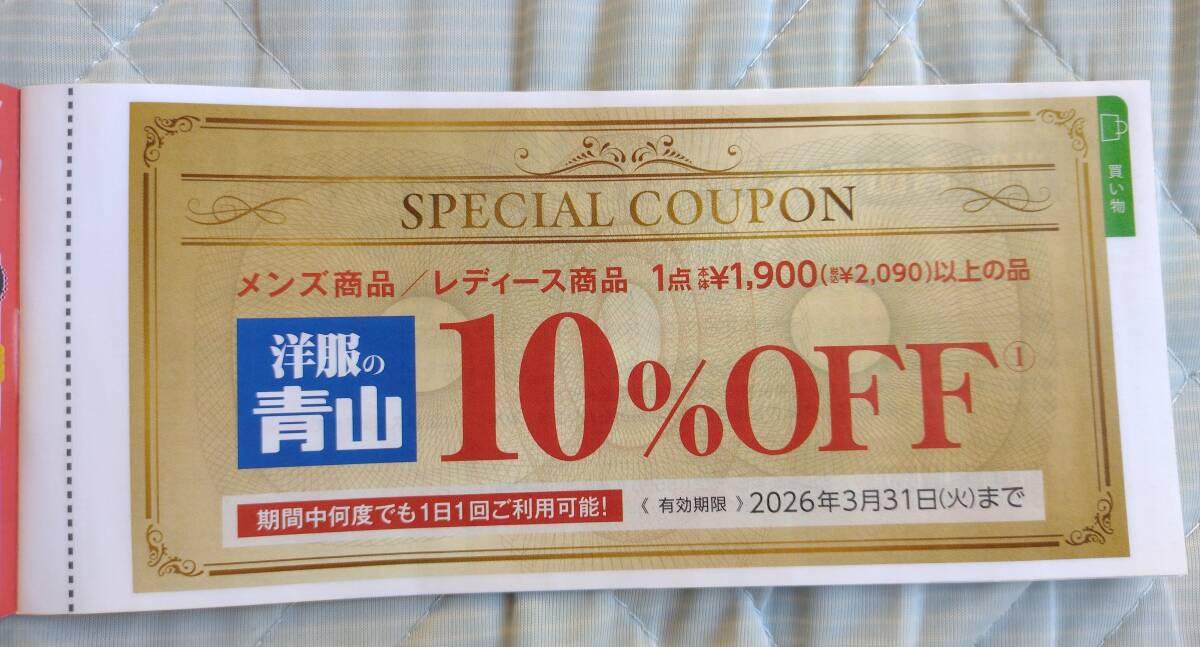 買い物
SPECIAL COUPON
メンズ商品／レディース商品 1点 本体¥1,900(税込¥2,090)以上の品
洋服の
青山
10%OFF①
期間中何度でも1日1回ご利用可能!
《 有効期限 》2026年3月31日(火)まで